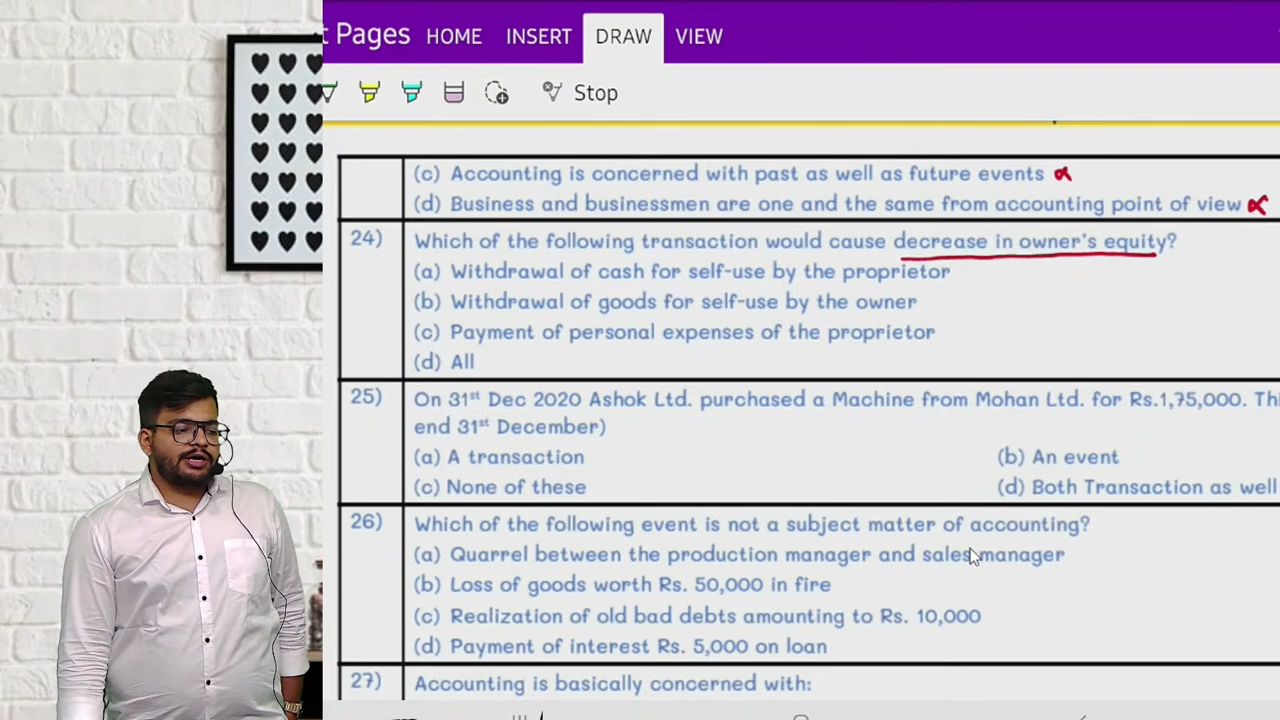 t Pages HOME INSERT DRAW VIEW
Stop
(c) Accounting is concerned with past as well as future events
(d) Business and businessmen are one and the same from accounting point of view
24) Which of the following transaction would cause decrease in owner's equity?
(a) Withdrawal of cash for self-use by the proprietor
(b) Withdrawal of goods for self-use by the owner
(c) Payment of personal expenses of the proprietor
(d) All
25) On 31st Dec 2020 Ashok Ltd. purchased a Machine from Mohan Ltd. for Rs.1,75,000. Thi
end 31st December)
(a) A transaction (b) An event
(c) None of these (d) Both Transaction as well
26) Which of the following event is not a subject matter of accounting?
(a) Quarrel between the production manager and sales manager
(b) Loss of goods worth Rs. 50,000 in fire
(c) Realization of old bad debts amounting to Rs. 10,000
(d) Payment of interest Rs. 5,000 on loan
27) Accounting is basically concerned with: